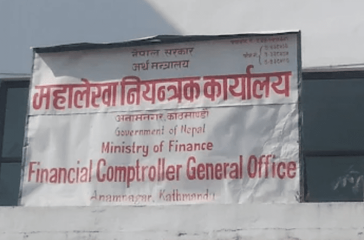 नेपाल सरकार
अर्थ मन्त्रालय
महालेखा नियन्त्रक कार्यालय
अनामनगर, काठमाण्डौ
Government of Nepal
Ministry of Finance
Financial Comptroller General Office
Anamnagar, Kathmandu